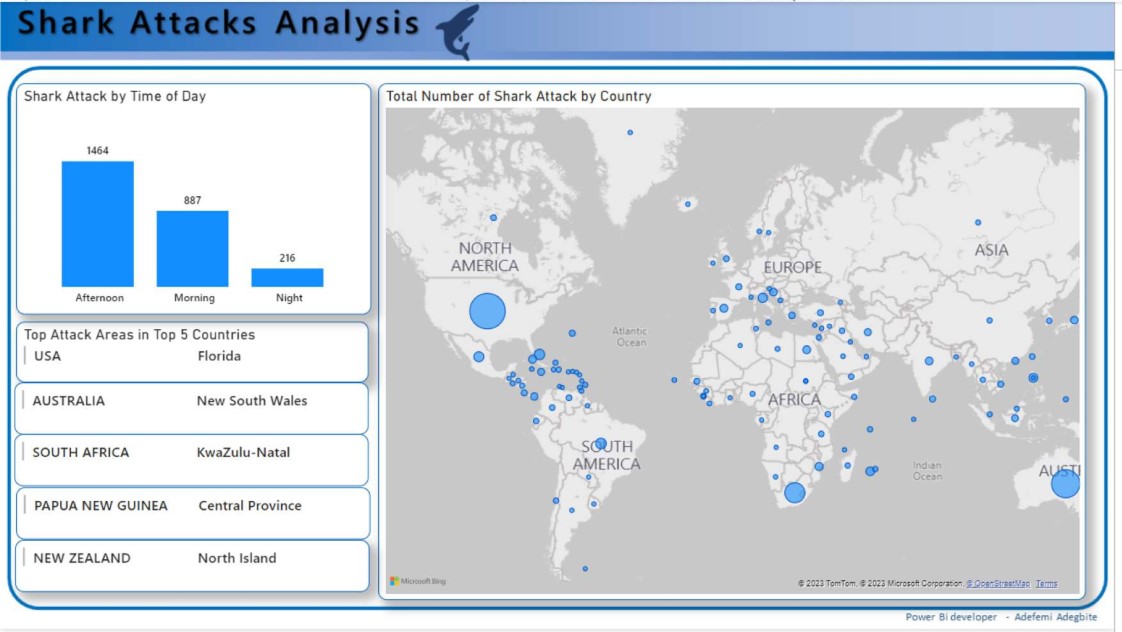 Shark Attacks Analysis
Shark Attack by Time of Day
1464
887
216
Afternoon
Morning
Night
Top Attack Areas in Top 5 Countries
USA Florida
AUSTRALIA New South Wales
SOUTH AFRICA KwaZulu-Natal
PAPUA NEW GUINEA Central Province
NEW ZEALAND North Island
Total Number of Shark Attack by Country
NORTH
AMERICA
EUROPE
ASIA
Atlantic
Ocean
AFRICA
SOUTH
AMERICA
Indian
Ocean
AUSTI
Microsoft Bing
© 2023 TomTom, © 2023 Microsoft Corporation, © OpenStreetMap Terms
Power Bi developer - Adefemi Adegbite